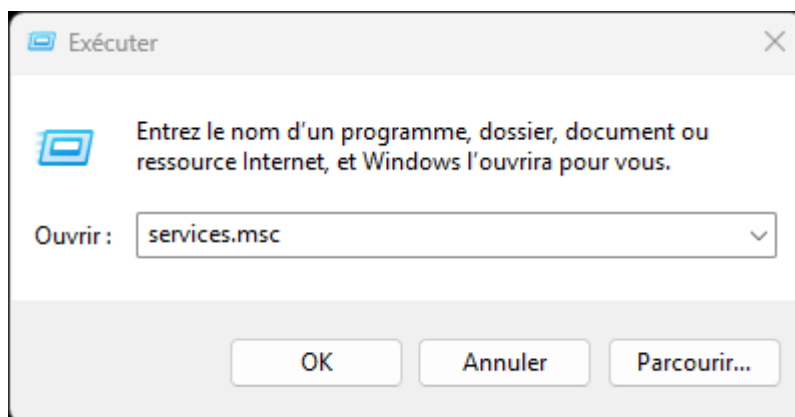 Exécuter
Entrez le nom d'un programme, dossier, document ou
ressource Internet, et Windows l'ouvrira pour vous.
Ouvrir : services.msc
OK Annuler Parcourir...